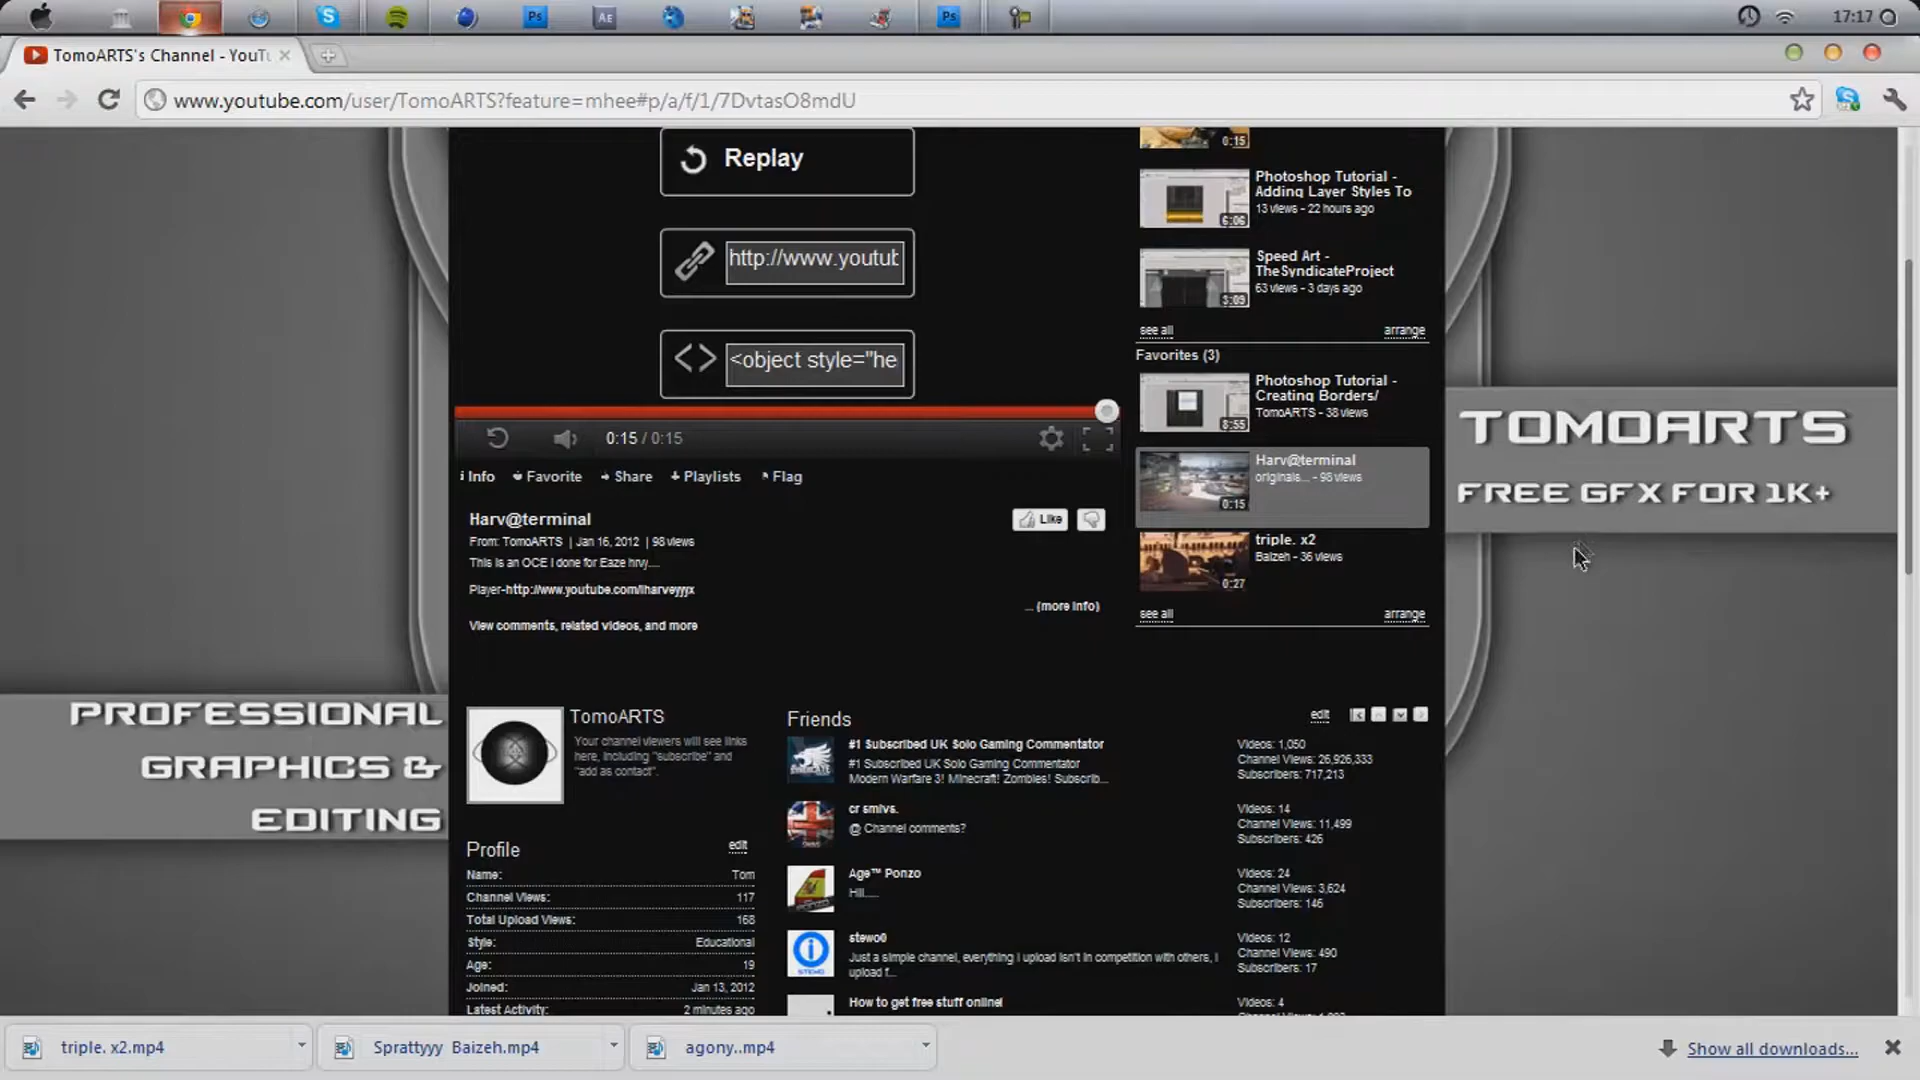 Ps
AE
Ps
17:17
TomoARTS's Channel - YouTu
www.youtube.com/user/TomoARTS?feature=mhee#p/a/f/1/7DvtasO8mdU
Replay
http://www.youtub
<object style="he
0:15 / 0:15
Info
Favorite
Share
Playlists
Flag
Harv@terminal
Like
From: TomoARTS | Jan 16, 2012 | 98 views
This is an OCE I done for Eaze hrvy....
Player-http://www.youtube.com/iharveyyjx
... (more info)
View comments, related videos, and more
0:15
Photoshop Tutorial -
Adding Layer Styles To
13 views - 22 hours ago
6:06
Speed Art -
TheSyndicateProject
63 views - 3 days ago
3:09
see all
arrange
Favorites (3)
Photoshop Tutorial -
Creating Borders/
TomoARTS - 38 views
8:55
Harv@terminal
originals... - 98 views
0:15
triple. x2
Baizeh - 36 views
0:27
see all
arrange
TOMOARTS
FREE GFX FOR 1K+
PROFESSIONAL
GRAPHICS &
EDITING
TomoARTS
Your channel viewers will see links
here, including "subscribe" and
"add as contact".
Profile
edit
Name: Tom
Channel Views: 117
Total Upload Views: 168
Style: Educational
Age: 19
Joined: Jan 13, 2012
Latest Activity: 2 minutes ago
Friends
edit
#1 Subscribed UK Solo Gaming Commentator
#1 Subscribed UK Solo Gaming Commentator
Modern Warfare 3! Minecraft! Zombies! Subscrib...
Videos: 1,050
Channel Views: 26,926,333
Subscribers: 717,213
cr smivs.
@ Channel comments?
Videos: 14
Channel Views: 11,499
Subscribers: 426
Age™ Ponzo
Hii.....
Videos: 24
Channel Views: 3,624
Subscribers: 146
stewo0
Just a simple channel, everything I upload isn't in competition with others, I
upload f...
Videos: 12
Channel Views: 490
Subscribers: 17
How to get free stuff online!
Videos: 4
triple. x2.mp4
Sprattyyy Baizeh.mp4
agony..mp4
Show all downloads...